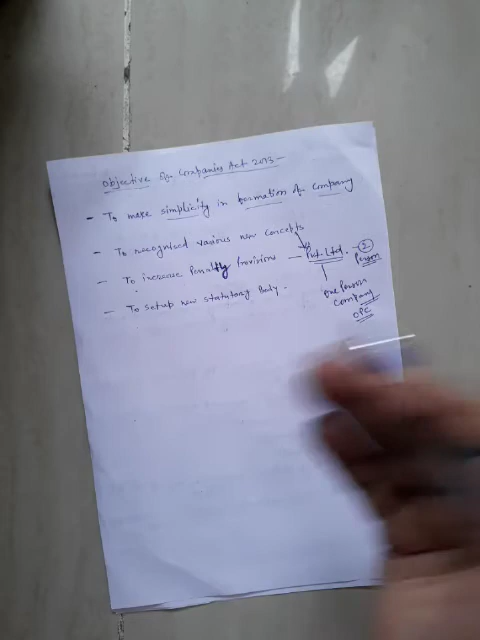 Objective of Companies Act 2013 -
- To make simplicity in formation of Company
- To recognised various new concepts
- To increase Penalty Provisions — Pvt. Ltd. - 2 Person
- To setup new statutory body.
One Person
Company
OPC